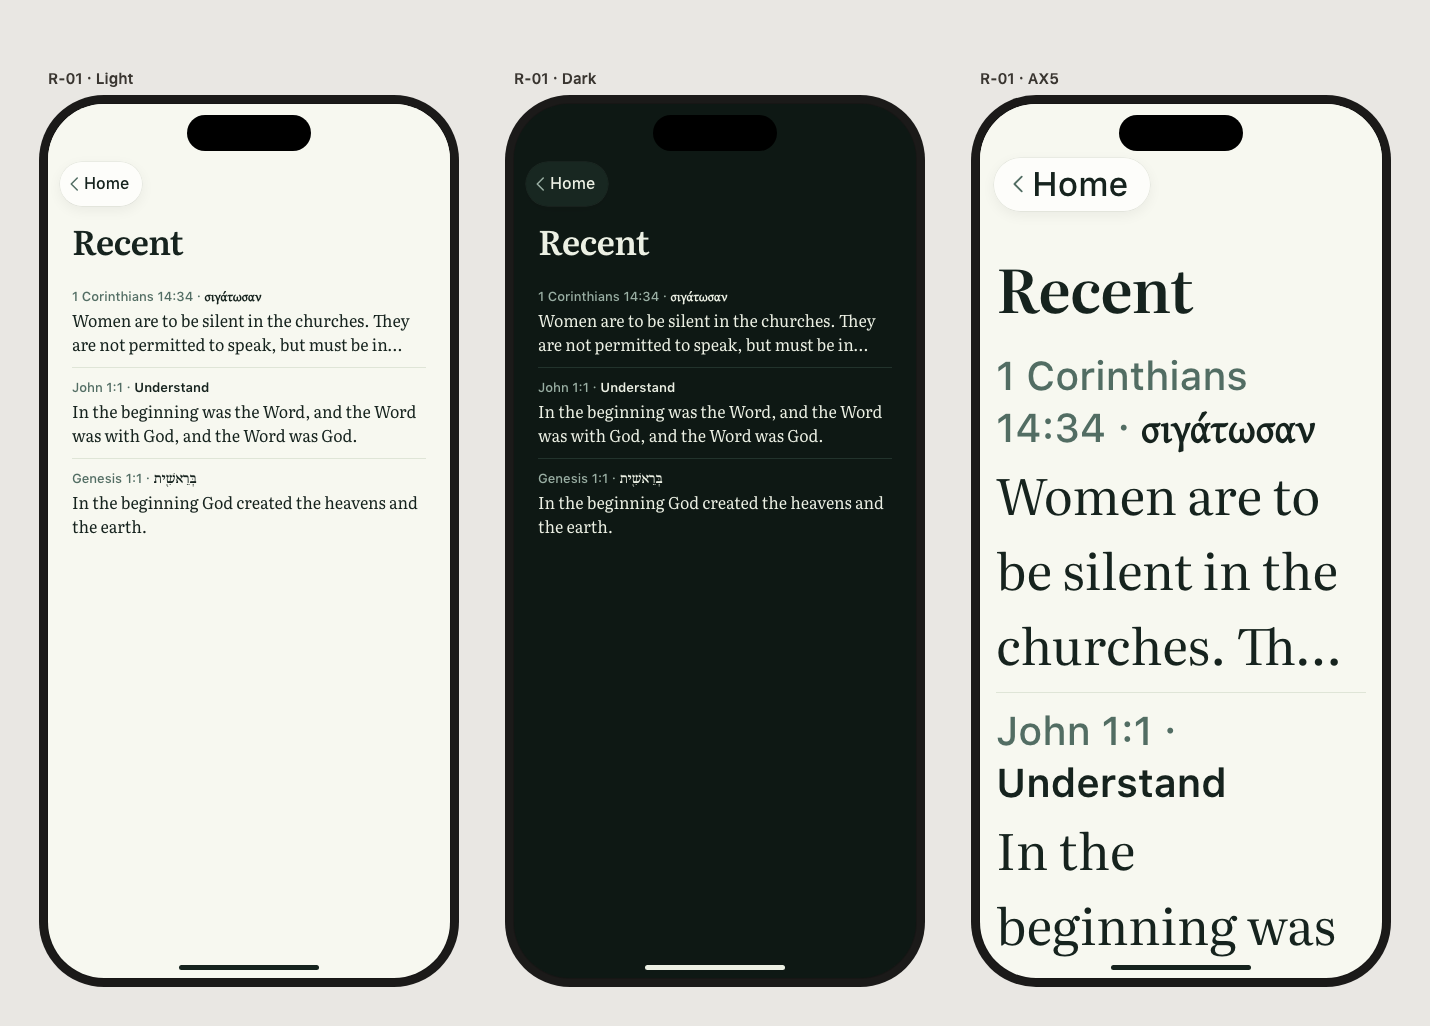 R-01 · Light
Home
Recent
1 Corinthians 14:34 · σιγάτωσαν
Women are to be silent in the churches. They
are not permitted to speak, but must be in…
John 1:1 · Understand
In the beginning was the Word, and the Word
was with God, and the Word was God.
Genesis 1:1 · בְּרֵאשִׁ֖ית
In the beginning God created the heavens and
the earth.
R-01 · Dark
Home
Recent
1 Corinthians 14:34 · σιγάτωσαν
Women are to be silent in the churches. They
are not permitted to speak, but must be in…
John 1:1 · Understand
In the beginning was the Word, and the Word
was with God, and the Word was God.
Genesis 1:1 · בְּרֵאשִׁ֖ית
In the beginning God created the heavens and
the earth.
R-01 · AX5
Home
Recent
1 Corinthians
14:34 · σιγάτωσαν
Women are to
be silent in the
churches. Th…
John 1:1 ·
Understand
In the
beginning was